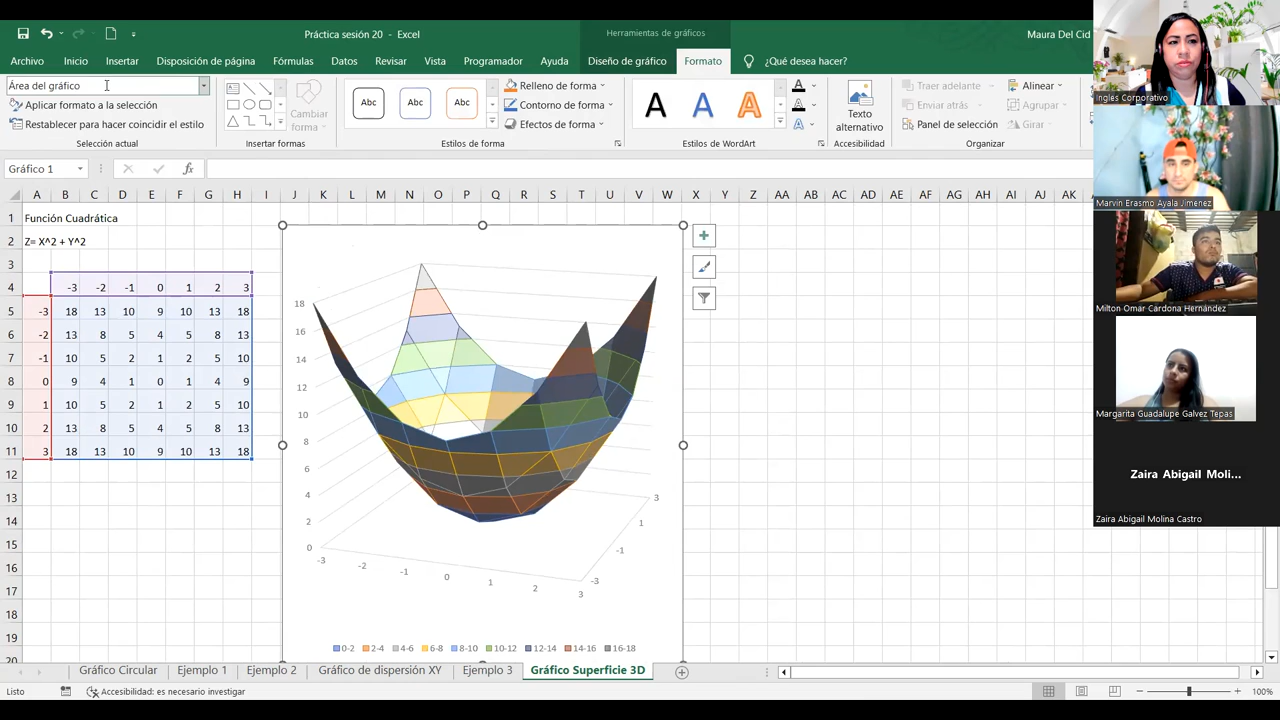 Práctica sesión 20 - Excel
Herramientas de gráficos
Maura Del Cid
Archivo Inicio Insertar Disposición de página Fórmulas Datos Revisar Vista Programador Ayuda Diseño de gráfico Formato ¿Qué desea hacer?
Área del gráfico
Aplicar formato a la selección
Restablecer para hacer coincidir el estilo
Selección actual
Cambiar forma
Insertar formas
Abc Abc Abc
Relleno de forma
Contorno de forma
Efectos de forma
Estilos de forma
A A A
Estilos de WordArt
Texto alternativo
Accesibilidad
Traer adelante
Enviar atrás
Panel de selección
Alinear
Agrupar
Girar
Organizar
Gráfico 1
fx
A B C D E F G H I J K L M N O P Q R S T U V W X Y Z AA AB AC AD AE AF AG AH AI AJ AK AL
1 Función Cuadrática
2 Z= X^2 + Y^2
3
4 -3 -2 -1 0 1 2 3
5 -3 18 13 10 9 10 13 18
6 -2 13 8 5 4 5 8 13
7 -1 10 5 2 1 2 5 10
8 0 9 4 1 0 1 4 9
9 1 10 5 2 1 2 5 10
10 2 13 8 5 4 5 8 13
11 3 18 13 10 9 10 13 18
12
13
14
15
16
17
18
19
20
18
16
14
12
10
8
6
4
2
0
-3 -2 -1 0 1 2 3
-3
-1
1
3
0-2 2-4 4-6 6-8 8-10 10-12 12-14 14-16 16-18
Gráfico Circular Ejemplo 1 Ejemplo 2 Gráfico de dispersión XY Ejemplo 3 Gráfico Superficie 3D
Listo Accesibilidad: es necesario investigar 100%
Ingles Corporativo
Marvin Erasmo Ayala Jiménez
Milton Omar Cardona Hernández
Margarita Guadalupe Galvez Tepas
Zaira Abigail Moli...
Zaira Abigail Molina Castro